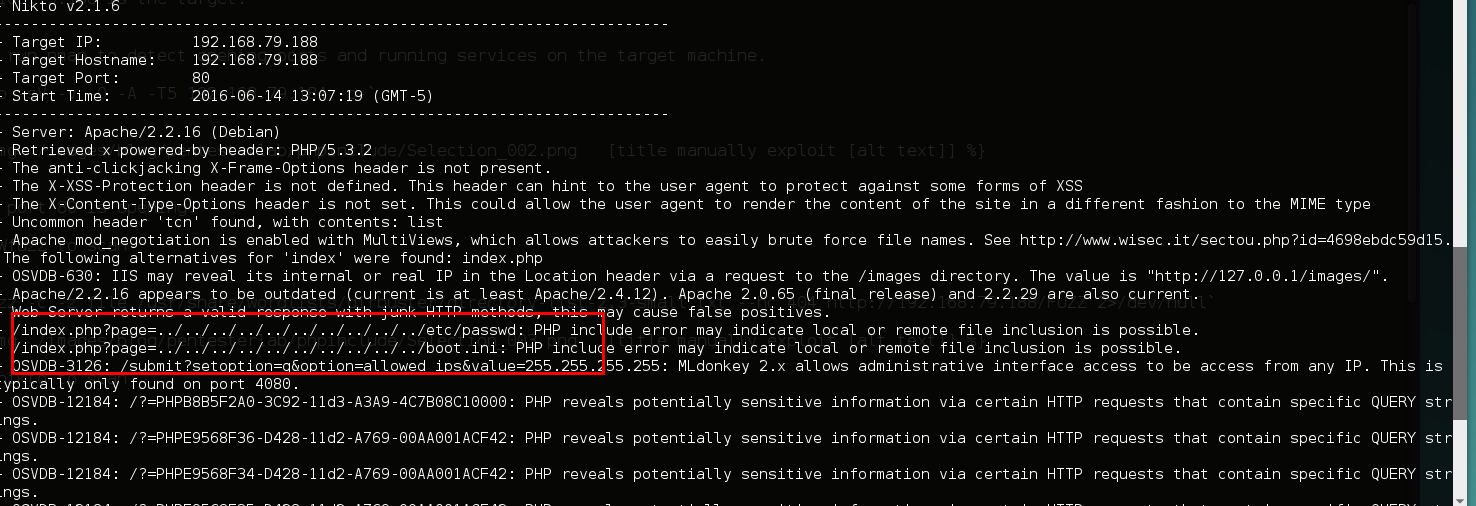 - Nikto v2.1.6
---------------------------------------------------------------------------
- Target IP: 192.168.79.188
- Target Hostname: 192.168.79.188
- Target Port: 80
- Start Time: 2016-06-14 13:07:19 (GMT-5)
---------------------------------------------------------------------------
- Server: Apache/2.2.16 (Debian)
- Retrieved x-powered-by header: PHP/5.3.2
- The anti-clickjacking X-Frame-Options header is not present.
- The X-XSS-Protection header is not defined. This header can hint to the user agent to protect against some forms of XSS
- The X-Content-Type-Options header is not set. This could allow the user agent to render the content of the site in a different fashion to the MIME type
- Uncommon header 'tcn' found, with contents: list
- Apache mod_negotiation is enabled with MultiViews, which allows attackers to easily brute force file names. See http://www.wisec.it/sectou.php?id=4698ebdc59d15.
The following alternatives for 'index' were found: index.php
- OSVDB-630: IIS may reveal its internal or real IP in the Location header via a request to the /images directory. The value is "http://127.0.0.1/images/".
- Apache/2.2.16 appears to be outdated (current is at least Apache/2.4.12). Apache 2.0.65 (final release) and 2.2.29 are also current.
- Web Server returns a valid response with junk HTTP methods, this may cause false positives.
/index.php?page=../../../../../../../../../../etc/passwd: PHP include error may indicate local or remote file inclusion is possible.
/index.php?page=../../../../../../../../../../boot.ini: PHP include error may indicate local or remote file inclusion is possible.
OSVDB-3126: /submit?setoption=q&option=allowed_ips&value=255.255.255.255: MLdonkey 2.x allows administrative interface access to be access from any IP. This is
typically only found on port 4080.
- OSVDB-12184: /?=PHPB8B5F2A0-3C92-11d3-A3A9-4C7B08C10000: PHP reveals potentially sensitive information via certain HTTP requests that contain specific QUERY str
ings.
- OSVDB-12184: /?=PHPE9568F36-D428-11d2-A769-00AA001ACF42: PHP reveals potentially sensitive information via certain HTTP requests that contain specific QUERY str
ings.
- OSVDB-12184: /?=PHPE9568F34-D428-11d2-A769-00AA001ACF42: PHP reveals potentially sensitive information via certain HTTP requests that contain specific QUERY str
ings.